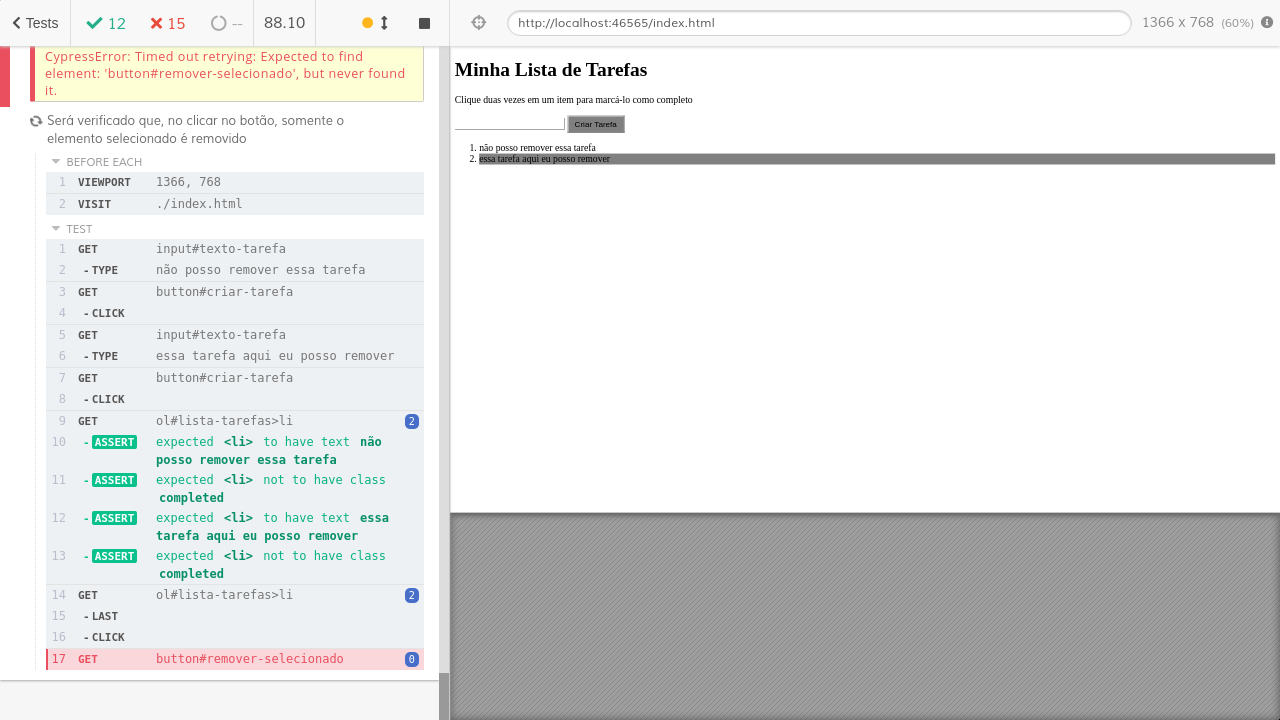 Tests
12
15
--
88.10
http://localhost:46565/index.html
1366 x 768 (60%)
CypressError: Timed out retrying: Expected to find
element: 'button#remover-selecionado', but never found
it.
Será verificado que, no clicar no botão, somente o
elemento selecionado é removido
BEFORE EACH
1 VIEWPORT 1366, 768
2 VISIT ./index.html
TEST
1 GET input#texto-tarefa
2 -TYPE não posso remover essa tarefa
3 GET button#criar-tarefa
4 -CLICK
5 GET input#texto-tarefa
6 -TYPE essa tarefa aqui eu posso remover
7 GET button#criar-tarefa
8 -CLICK
9 GET ol#lista-tarefas>li 2
10 -ASSERT expected <li> to have text não
posso remover essa tarefa
11 -ASSERT expected <li> not to have class
completed
12 -ASSERT expected <li> to have text essa
tarefa aqui eu posso remover
13 -ASSERT expected <li> not to have class
completed
14 GET ol#lista-tarefas>li 2
15 -LAST
16 -CLICK
17 GET button#remover-selecionado 0
Minha Lista de Tarefas
Clique duas vezes em um item para marcá-lo como completo
Criar Tarefa
1. não posso remover essa tarefa
2. essa tarefa aqui eu posso remover